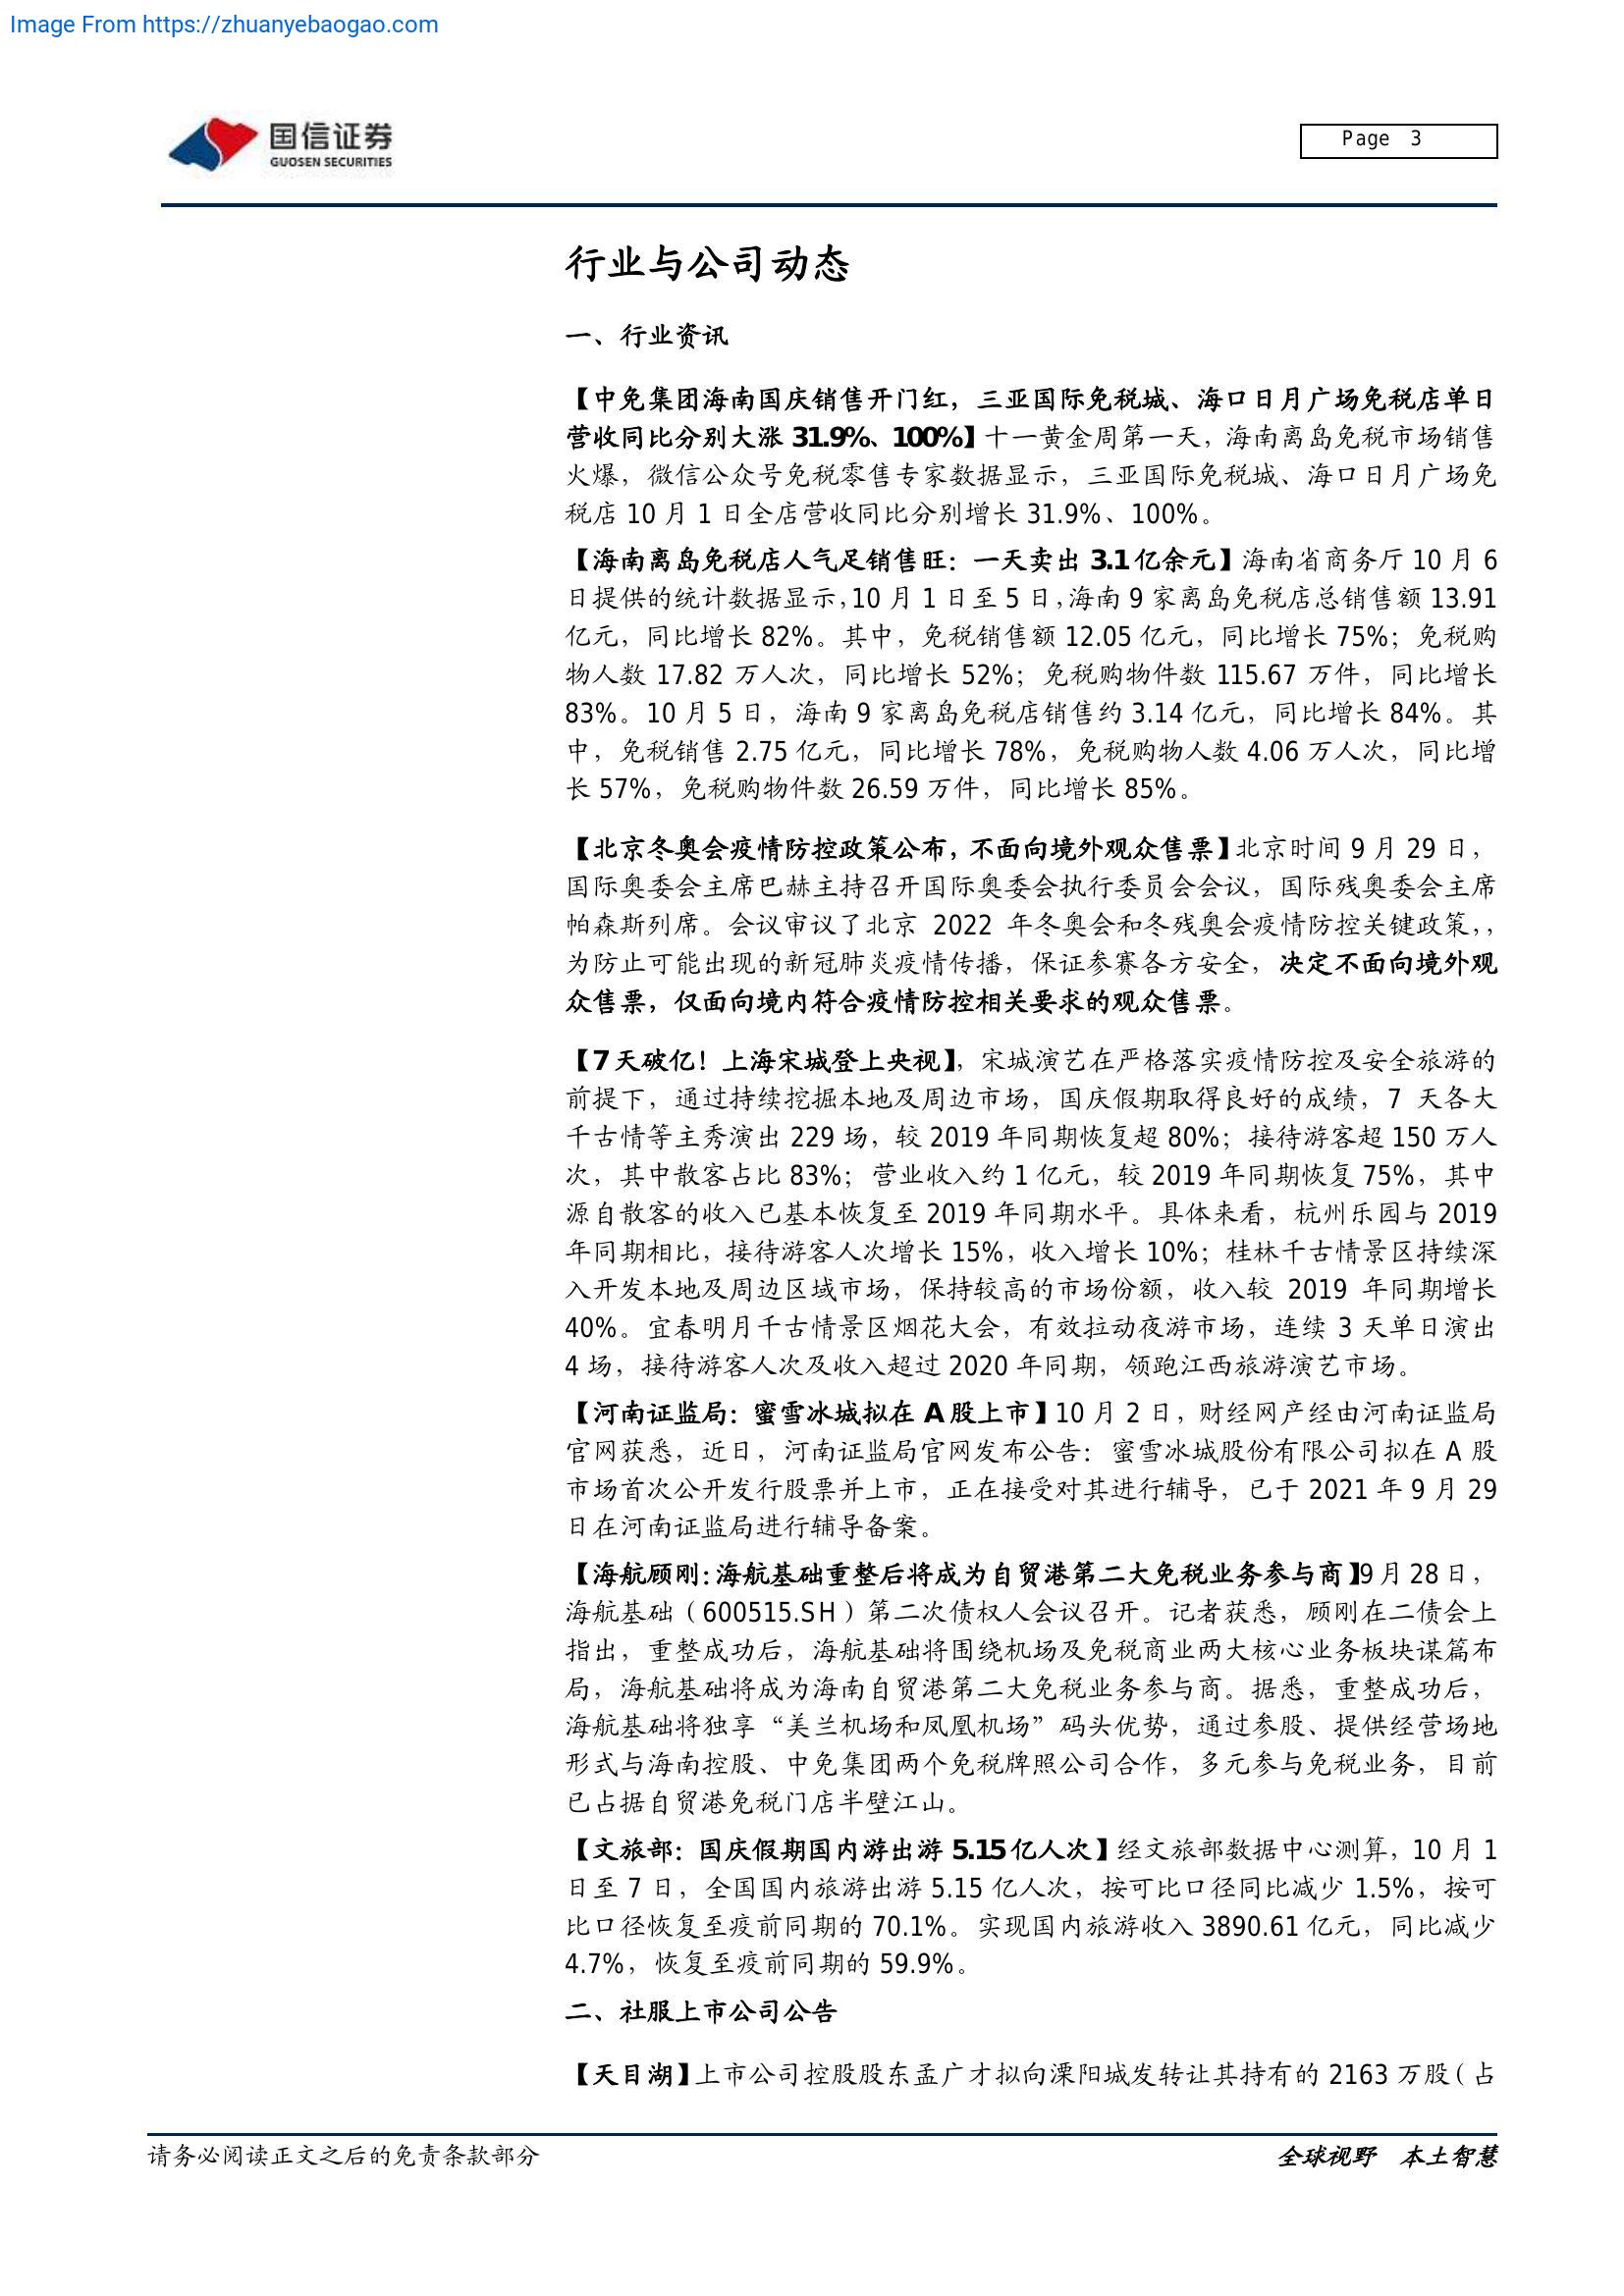 Image From https://zhuanyebaogao.com
国信证券
GUOSEN SECURITIES
Page 3
行业与公司动态
一、行业资讯
【中免集团海南国庆销售开门红，三亚国际免税城、海口日月广场免税店单日
营收同比分别大涨 31.9%、100%】十一黄金周第一天，海南离岛免税市场销售
火爆，微信公众号免税零售专家数据显示，三亚国际免税城、海口日月广场免
税店 10 月 1 日全店营收同比分别增长 31.9%、100%。
【海南离岛免税店人气足销售旺：一天卖出 3.1 亿余元】海南省商务厅 10 月 6
日提供的统计数据显示,10 月 1 日至 5 日,海南 9 家离岛免税店总销售额 13.91
亿元，同比增长 82%。其中，免税销售额 12.05 亿元，同比增长 75%；免税购
物人数 17.82 万人次，同比增长 52%；免税购物件数 115.67 万件，同比增长
83%。10 月 5 日，海南 9 家离岛免税店销售约 3.14 亿元，同比增长 84%。其
中，免税销售 2.75 亿元，同比增长 78%，免税购物人数 4.06 万人次，同比增
长 57%，免税购物件数 26.59 万件，同比增长 85%。
【北京冬奥会疫情防控政策公布，不面向境外观众售票】北京时间 9 月 29 日，
国际奥委会主席巴赫主持召开国际奥委会执行委员会会议，国际残奥委会主席
帕森斯列席。会议审议了北京 2022 年冬奥会和冬残奥会疫情防控关键政策，，
为防止可能出现的新冠肺炎疫情传播，保证参赛各方安全，决定不面向境外观
众售票，仅面向境内符合疫情防控相关要求的观众售票。
【7 天破亿！上海宋城登上央视】，宋城演艺在严格落实疫情防控及安全旅游的
前提下，通过持续挖掘本地及周边市场，国庆假期取得良好的成绩，7 天各大
千古情等主秀演出 229 场，较 2019 年同期恢复超 80%；接待游客超 150 万人
次，其中散客占比 83%；营业收入约 1 亿元，较 2019 年同期恢复 75%，其中
源自散客的收入已基本恢复至 2019 年同期水平。具体来看，杭州乐园与 2019
年同期相比，接待游客人次增长 15%，收入增长 10%；桂林千古情景区持续深
入开发本地及周边区域市场，保持较高的市场份额，收入较 2019 年同期增长
40%。宜春明月千古情景区烟花大会，有效拉动夜游市场，连续 3 天单日演出
4 场，接待游客人次及收入超过 2020 年同期，领跑江西旅游演艺市场。
【河南证监局：蜜雪冰城拟在 A 股上市】10 月 2 日，财经网产经由河南证监局
官网获悉，近日，河南证监局官网发布公告：蜜雪冰城股份有限公司拟在 A 股
市场首次公开发行股票并上市，正在接受对其进行辅导，已于 2021 年 9 月 29
日在河南证监局进行辅导备案。
【海航顾刚：海航基础重整后将成为自贸港第二大免税业务参与商】9 月 28 日，
海航基础（600515.SH）第二次债权人会议召开。记者获悉，顾刚在二债会上
指出，重整成功后，海航基础将围绕机场及免税商业两大核心业务板块谋篇布
局，海航基础将成为海南自贸港第二大免税业务参与商。据悉，重整成功后，
海航基础将独享“美兰机场和凤凰机场”码头优势，通过参股、提供经营场地
形式与海南控股、中免集团两个免税牌照公司合作，多元参与免税业务，目前
已占据自贸港免税门店半壁江山。
【文旅部：国庆假期国内游出游 5.15 亿人次】经文旅部数据中心测算，10 月 1
日至 7 日，全国国内旅游出游 5.15 亿人次，按可比口径同比减少 1.5%，按可
比口径恢复至疫前同期的 70.1%。实现国内旅游收入 3890.61 亿元，同比减少
4.7%，恢复至疫前同期的 59.9%。
二、社服上市公司公告
【天目湖】上市公司控股股东孟广才拟向溧阳城发转让其持有的 2163 万股（占
请务必阅读正文之后的免责条款部分
全球视野 本土智慧